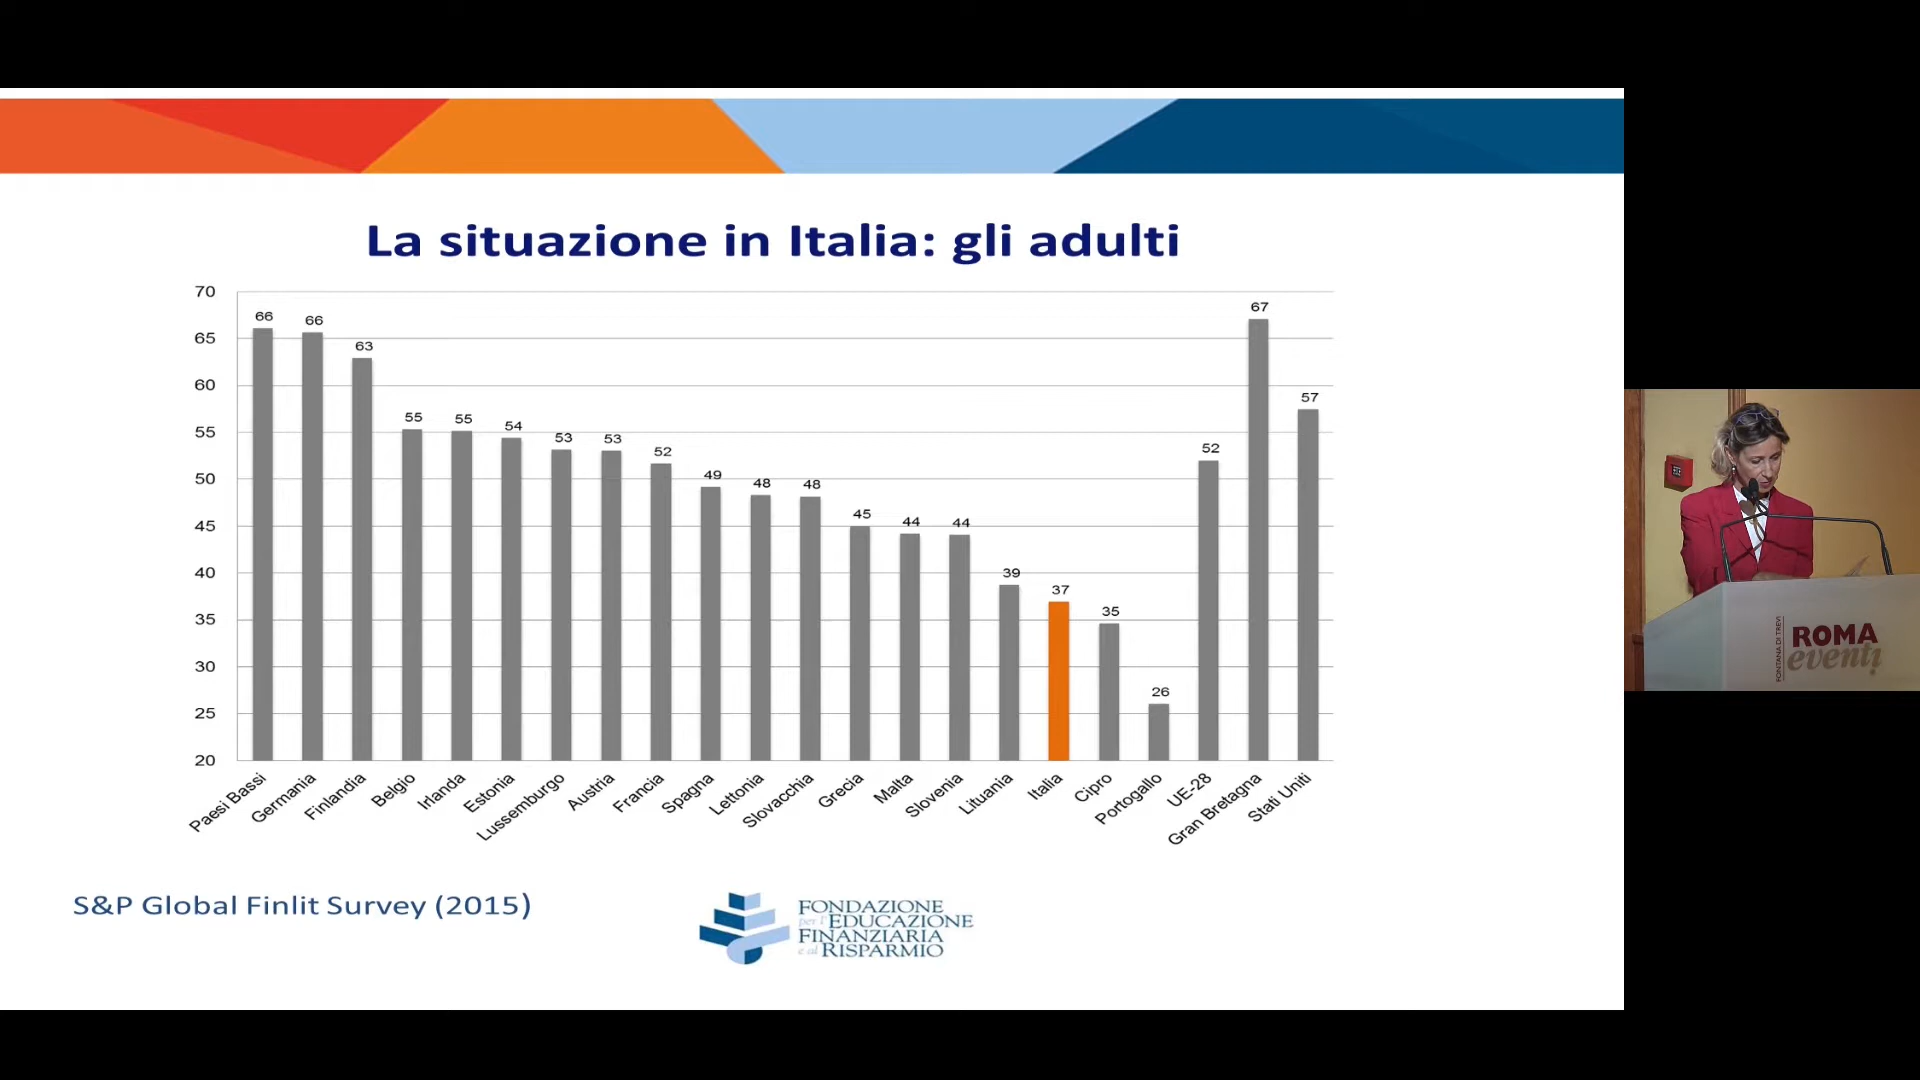 La situazione in Italia: gli adulti
70
65
60
55
50
45
40
35
30
25
20
66
66
63
55
55
54
53
53
52
49
48
48
45
44
44
39
37
35
26
52
67
57
Paesi Bassi
Germania
Finlandia
Belgio
Irlanda
Estonia
Lussemburgo
Austria
Francia
Spagna
Lettonia
Slovacchia
Grecia
Malta
Slovenia
Lituania
Italia
Cipro
Portogallo
UE-28
Gran Bretagna
Stati Uniti
S&P Global Finlit Survey (2015)
FONDAZIONE
per l'EDUCAZIONE
FINANZIARIA
e al RISPARMIO
FONTANA DI TREVI
ROMA
eventi